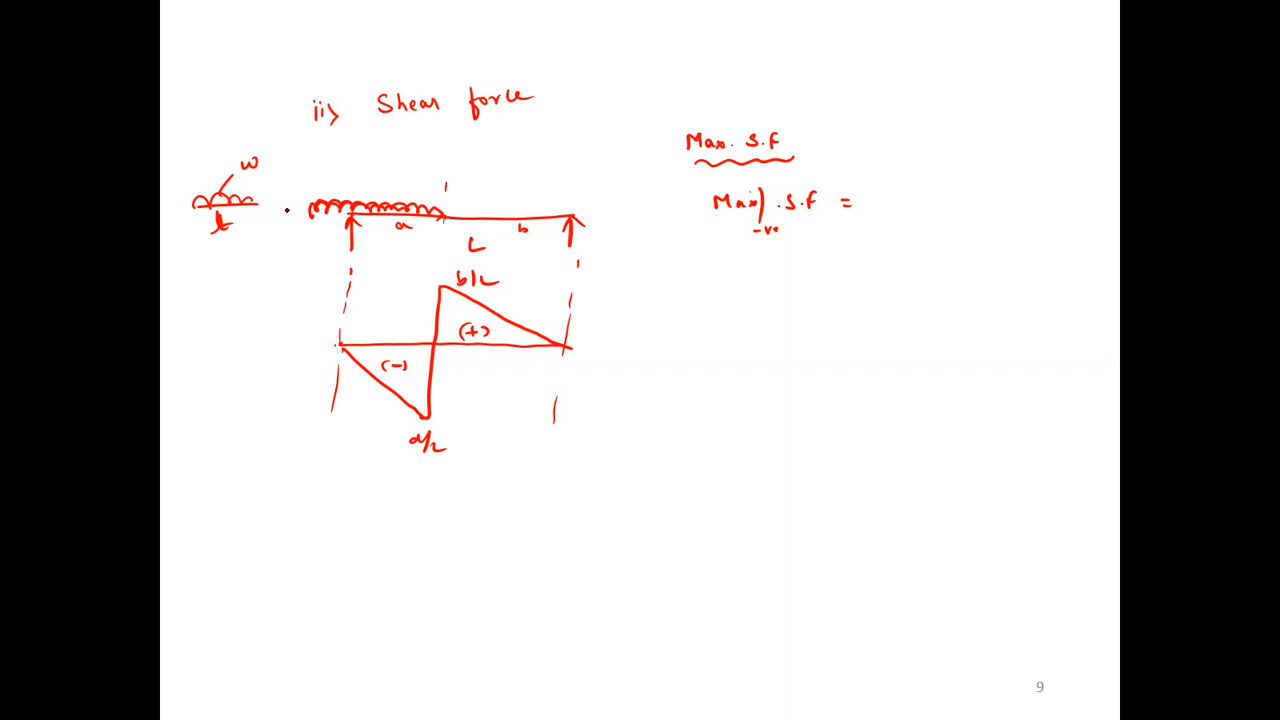 ii) Shear force
w
l
a
b
L
b/L
(+)
(-)
a/L
Max. S.F
Max) . S.F =
-ve
9